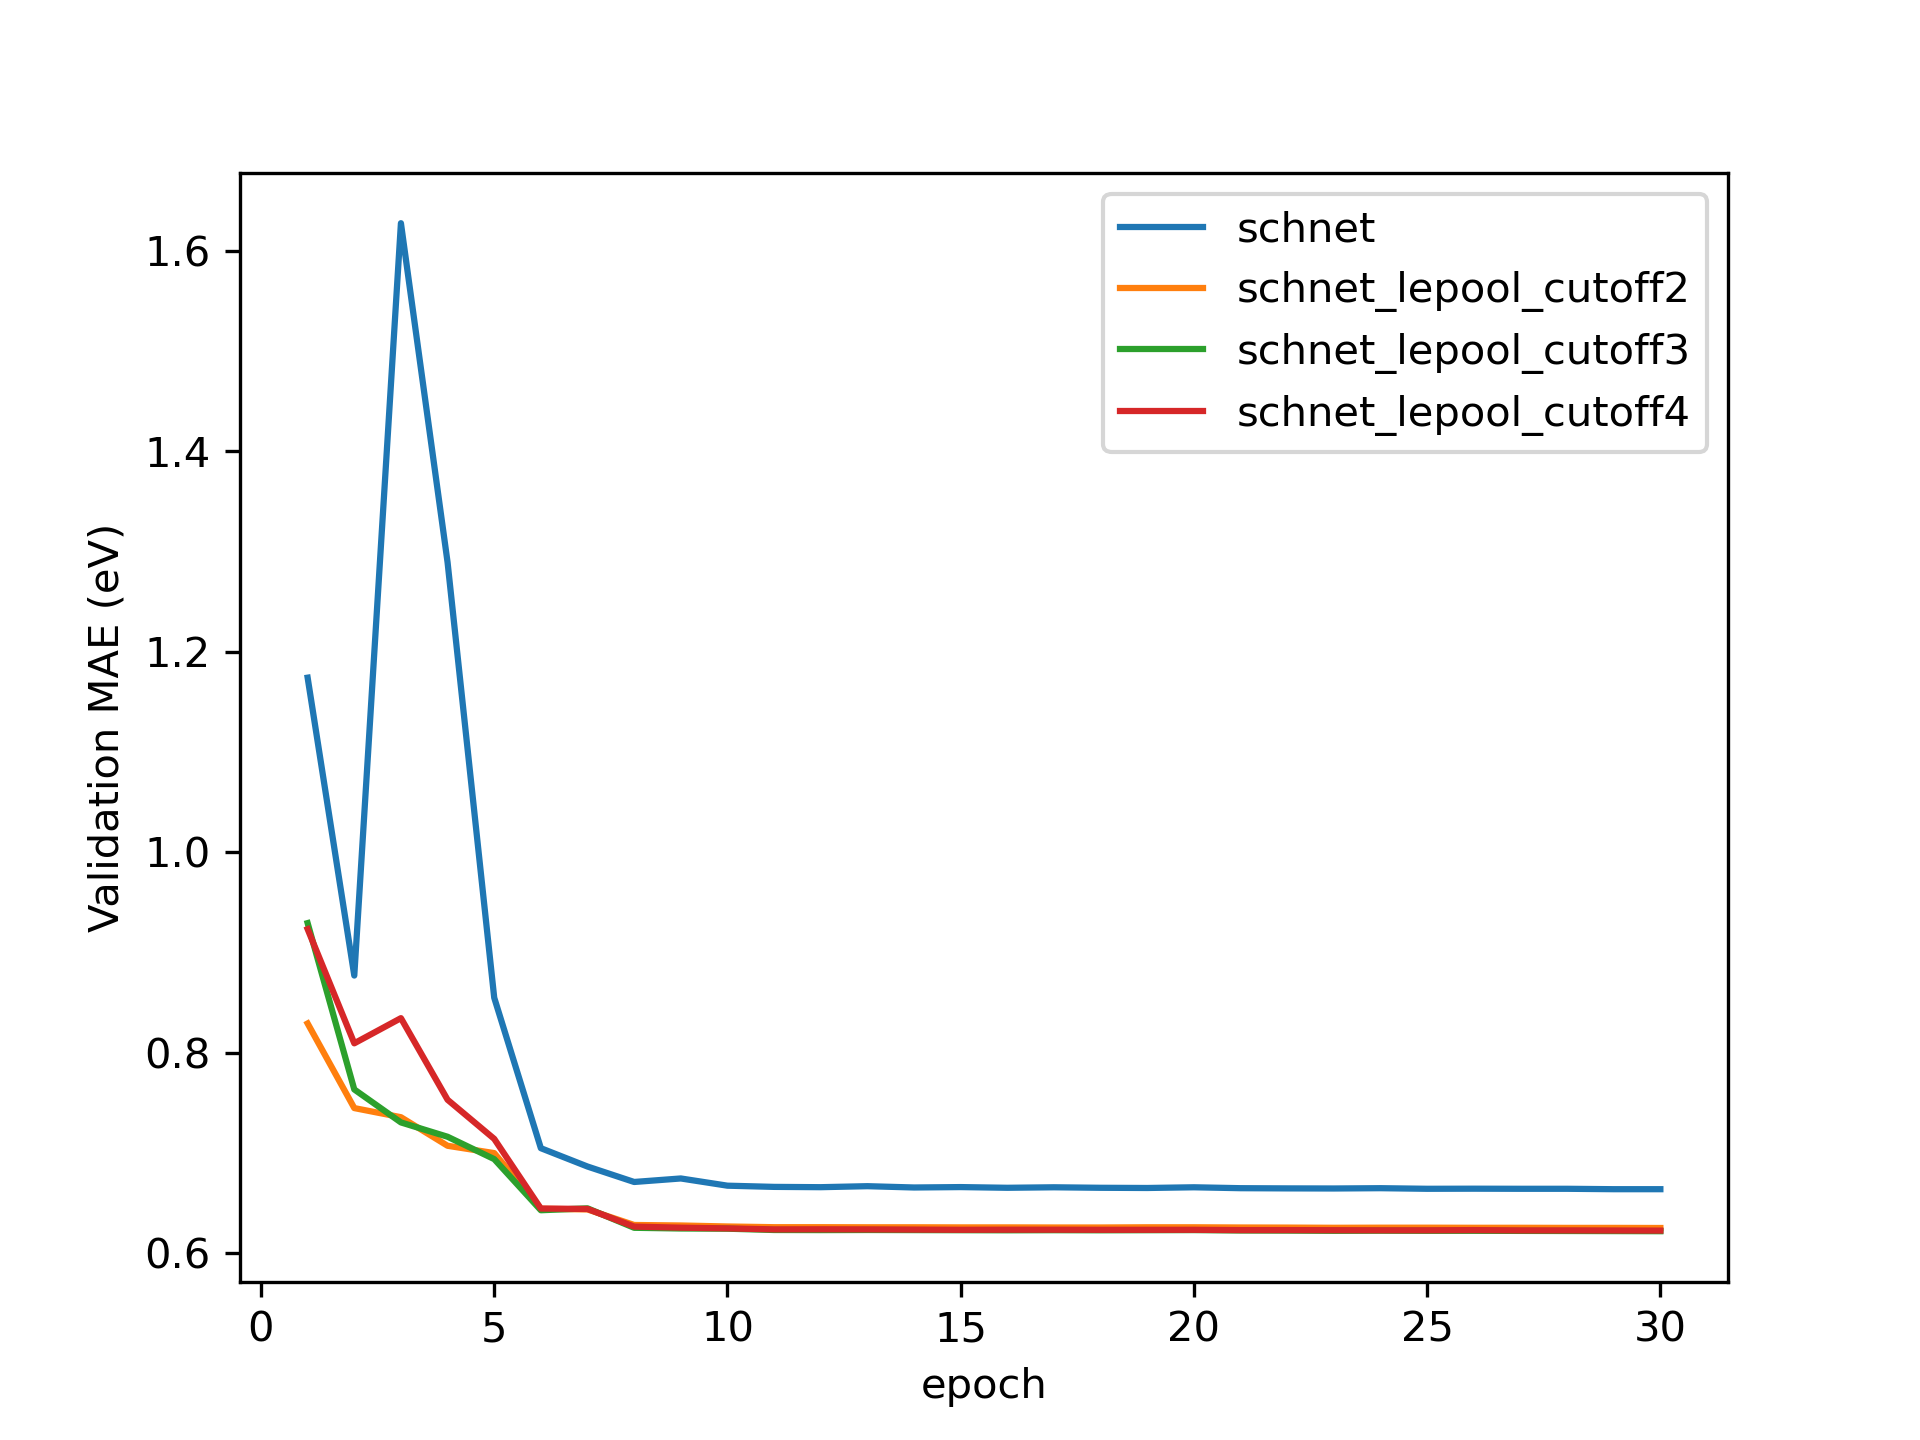 schnet
schnet_lepool_cutoff2
schnet_lepool_cutoff3
schnet_lepool_cutoff4
Validation MAE (eV)
1.6
1.4
1.2
1.0
0.8
0.6
0 5 10 15 20 25 30
epoch